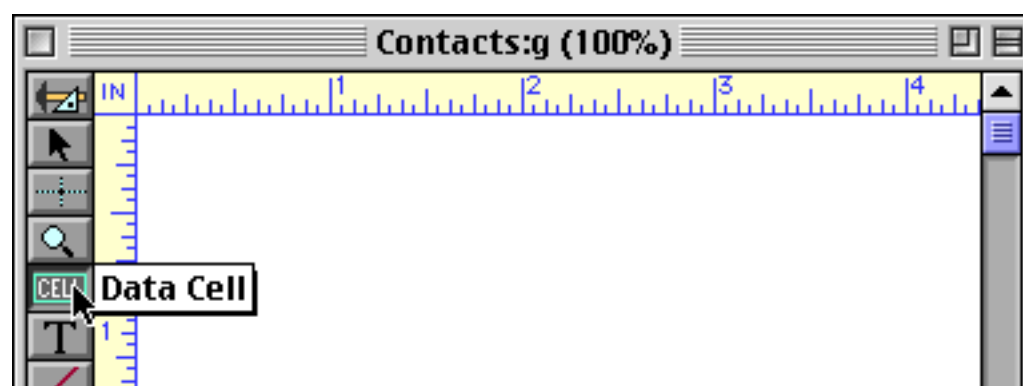 Contacts:g (100%)
IN 1 2 3 4
CELL Data Cell
T 1